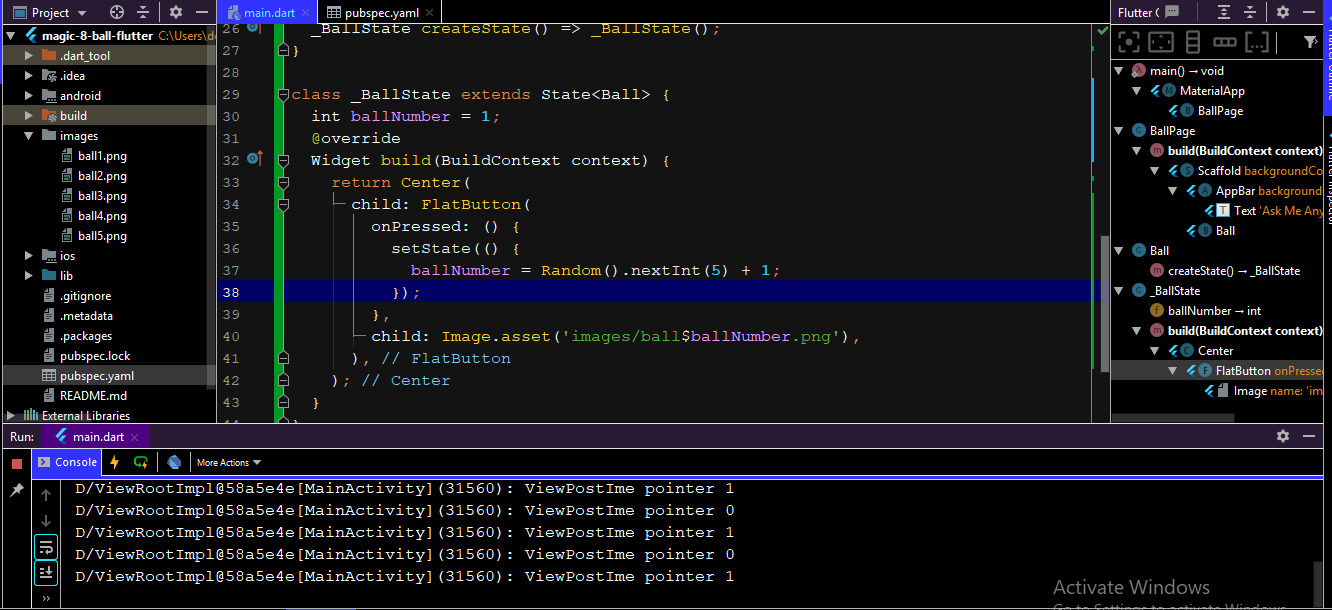 Project
main.dart
pubspec.yaml
Flutter
magic-8-ball-flutter C:\Users\d
.dart_tool
.idea
android
build
images
ball1.png
ball2.png
ball3.png
ball4.png
ball5.png
ios
lib
.gitignore
.metadata
.packages
pubspec.lock
pubspec.yaml
README.md
External Libraries
26 _BallState createState() => _BallState();
27 }
28
29 class _BallState extends State<Ball> {
30 int ballNumber = 1;
31 @override
32 Widget build(BuildContext context) {
33 return Center(
34 child: FlatButton(
35 onPressed: () {
36 setState(() {
37 ballNumber = Random().nextInt(5) + 1;
38 });
39 },
40 child: Image.asset('images/ball$ballNumber.png'),
41 ), // FlatButton
42 ); // Center
43 }
main() → void
MaterialApp
BallPage
BallPage
build(BuildContext context)
Scaffold backgroundCo
AppBar background
Text 'Ask Me Any
Ball
Ball
createState() → _BallState
_BallState
ballNumber → int
build(BuildContext context)
Center
FlatButton onPresse
Image name: 'im
Run: main.dart
Console
More Actions
D/ViewRootImpl@58a5e4e[MainActivity](31560): ViewPostIme pointer 1
D/ViewRootImpl@58a5e4e[MainActivity](31560): ViewPostIme pointer 0
D/ViewRootImpl@58a5e4e[MainActivity](31560): ViewPostIme pointer 1
D/ViewRootImpl@58a5e4e[MainActivity](31560): ViewPostIme pointer 0
D/ViewRootImpl@58a5e4e[MainActivity](31560): ViewPostIme pointer 1
Activate Windows
Go to Settings to activate Windows.